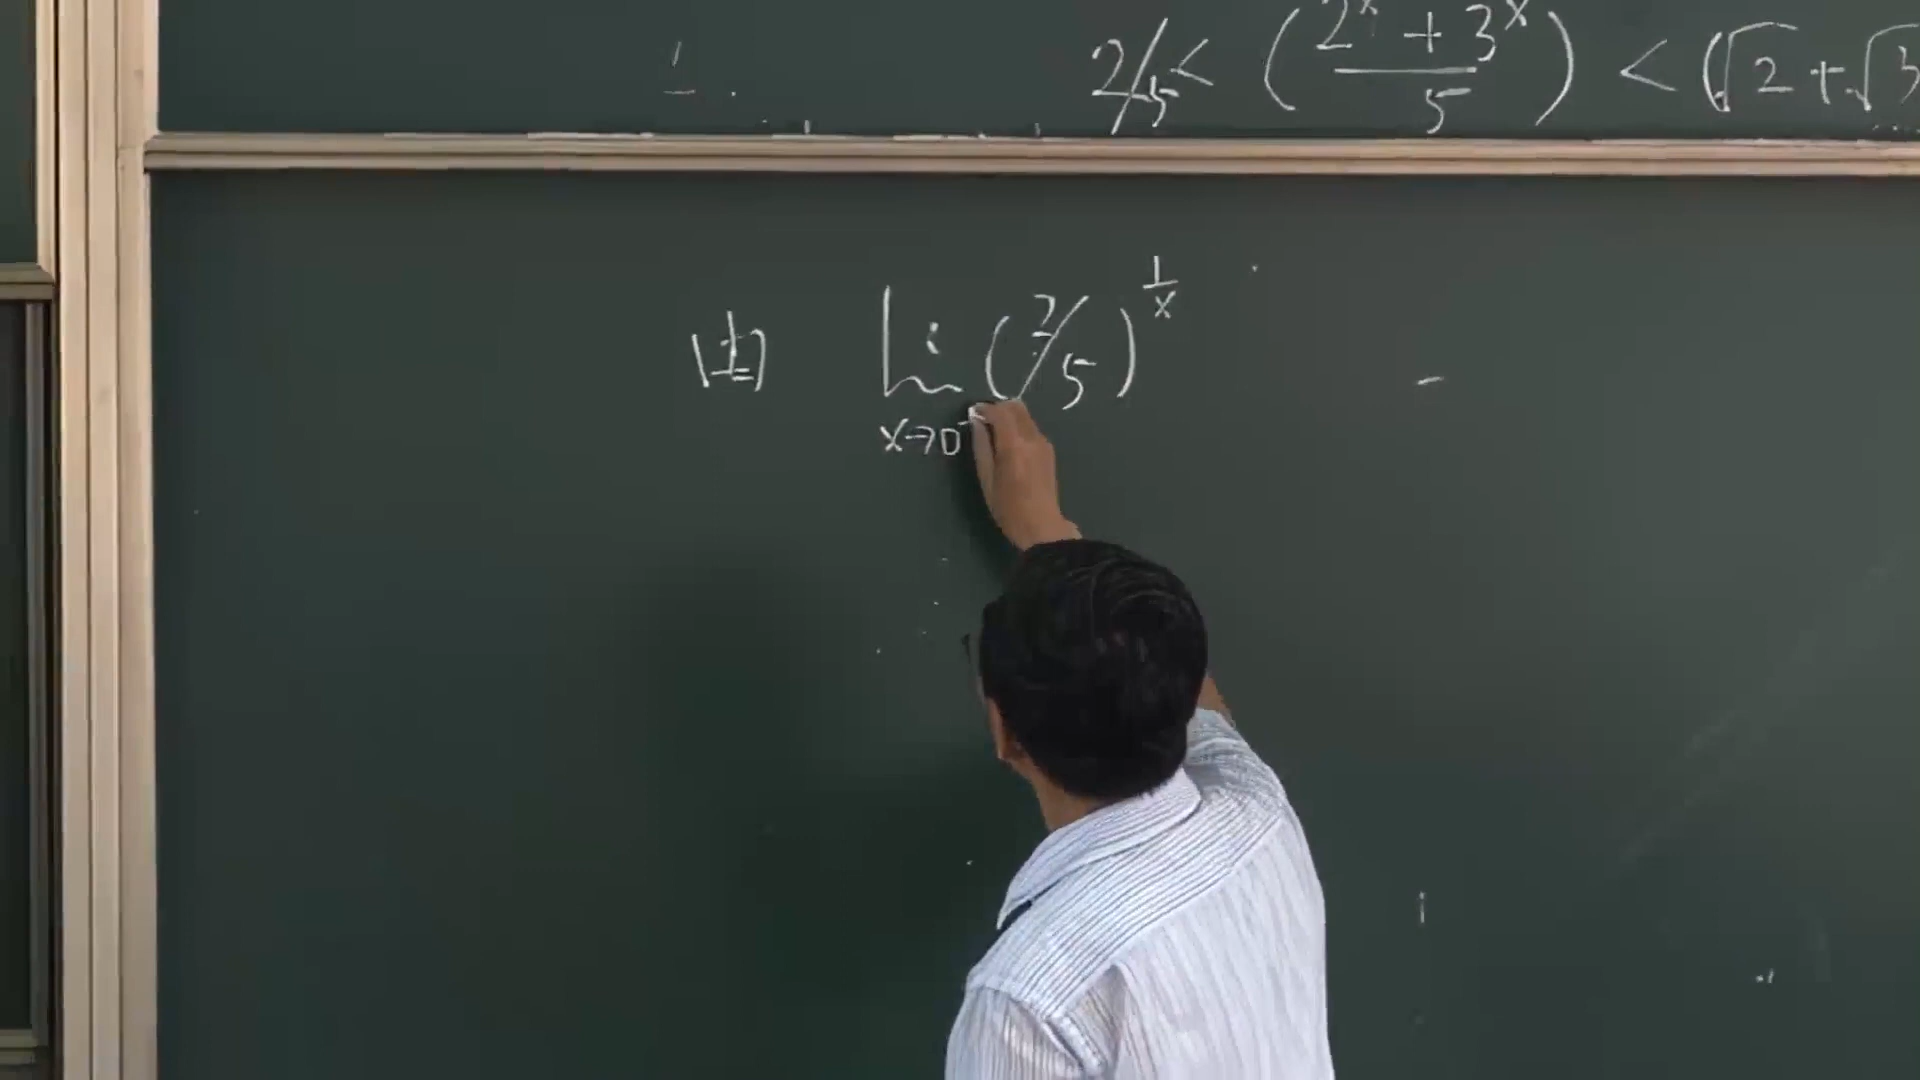 2/5 < ( (2^x + 3^x) / 5 ) < (√2 + √3
由 lim (2/5)^(1/x)
x→0